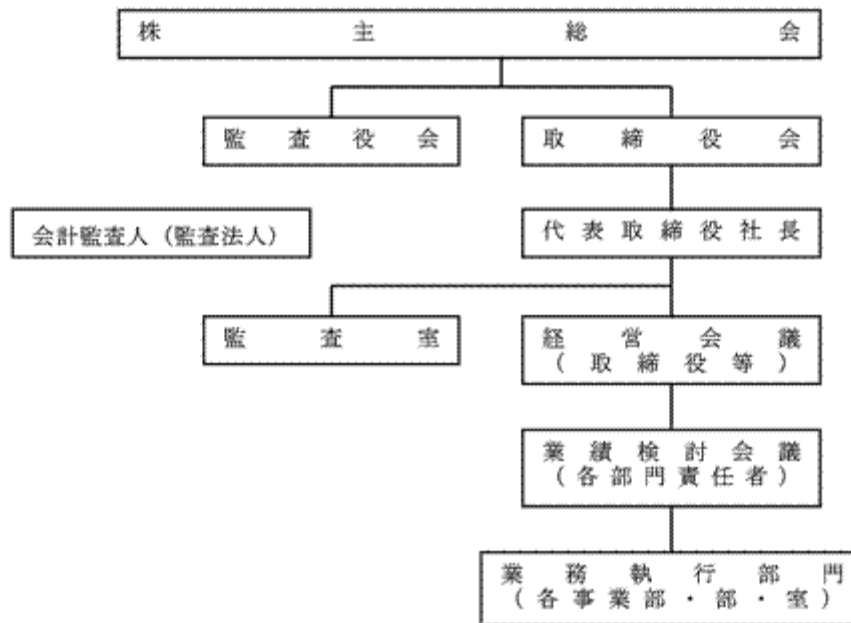 株主総会
監査役会
取締役会
会計監査人（監査法人）
代表取締役社長
監査室
経営会議
（取締役等）
業績検討会議
（各部門責任者）
業務執行部門
（各事業部・部・室）